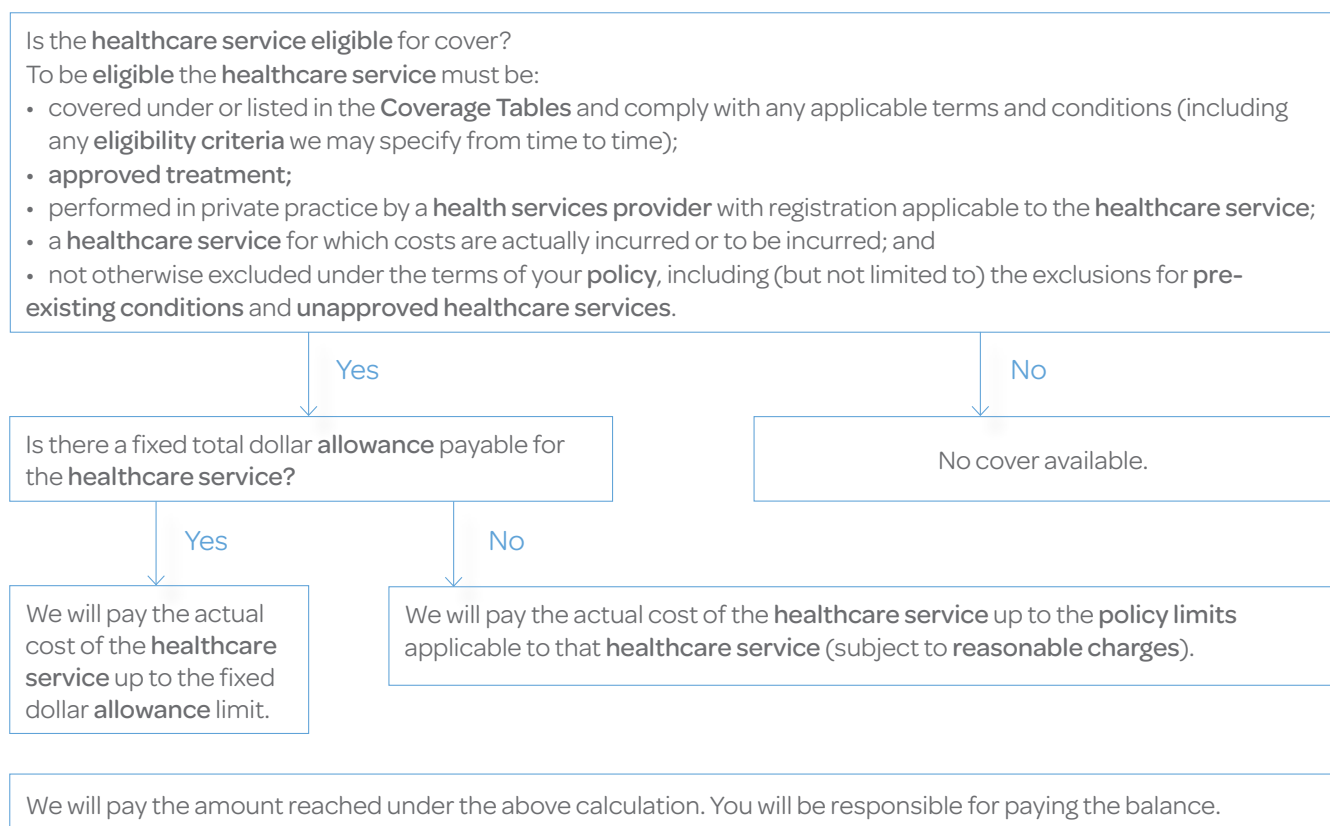 Is the healthcare service eligible for cover?
To be eligible the healthcare service must be:
• covered under or listed in the Coverage Tables and comply with any applicable terms and conditions (including
any eligibility criteria we may specify from time to time);
• approved treatment;
• performed in private practice by a health services provider with registration applicable to the healthcare service;
• a healthcare service for which costs are actually incurred or to be incurred; and
• not otherwise excluded under the terms of your policy, including (but not limited to) the exclusions for pre-
existing conditions and unapproved healthcare services.
Yes
No
Is there a fixed total dollar allowance payable for
the healthcare service?
No cover available.
Yes
No
We will pay the actual
cost of the healthcare
service up to the fixed
dollar allowance limit.
We will pay the actual cost of the healthcare service up to the policy limits
applicable to that healthcare service (subject to reasonable charges).
We will pay the amount reached under the above calculation. You will be responsible for paying the balance.